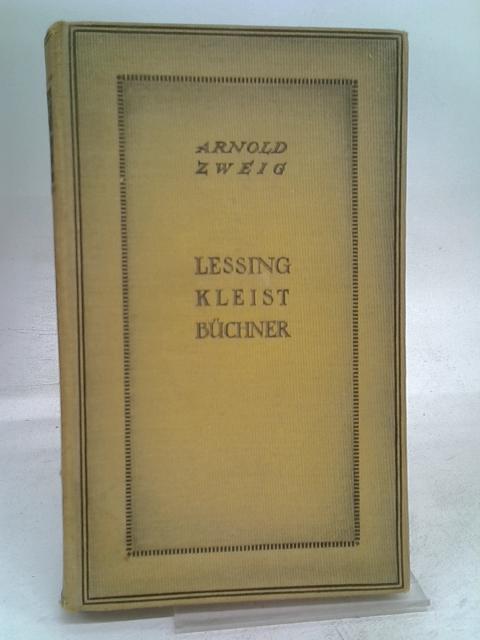 ARNOLD
ZWEIG
LESSING
KLEIST
BÜCHNER